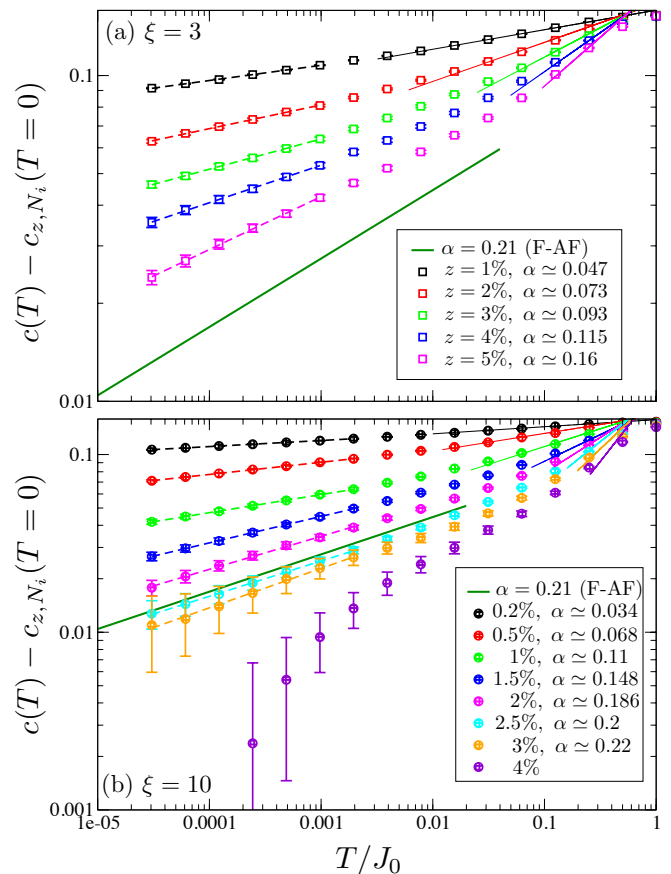 (a) ξ = 3
0.1
c(T) − c_{z,N_i}(T = 0)
α = 0.21 (F-AF)
z = 1%, α ≃ 0.047
z = 2%, α ≃ 0.073
z = 3%, α ≃ 0.093
z = 4%, α ≃ 0.115
z = 5%, α ≃ 0.16
0.01
0.1
c(T) − c_{z,N_i}(T = 0)
0.01
α = 0.21 (F-AF)
0.2%, α ≃ 0.034
0.5%, α ≃ 0.068
1%, α ≃ 0.11
1.5%, α ≃ 0.148
2%, α ≃ 0.186
2.5%, α ≃ 0.2
3%, α ≃ 0.22
4%
(b) ξ = 10
0.001
1e-05 0.0001 0.001 0.01 0.1 1
T/J_0